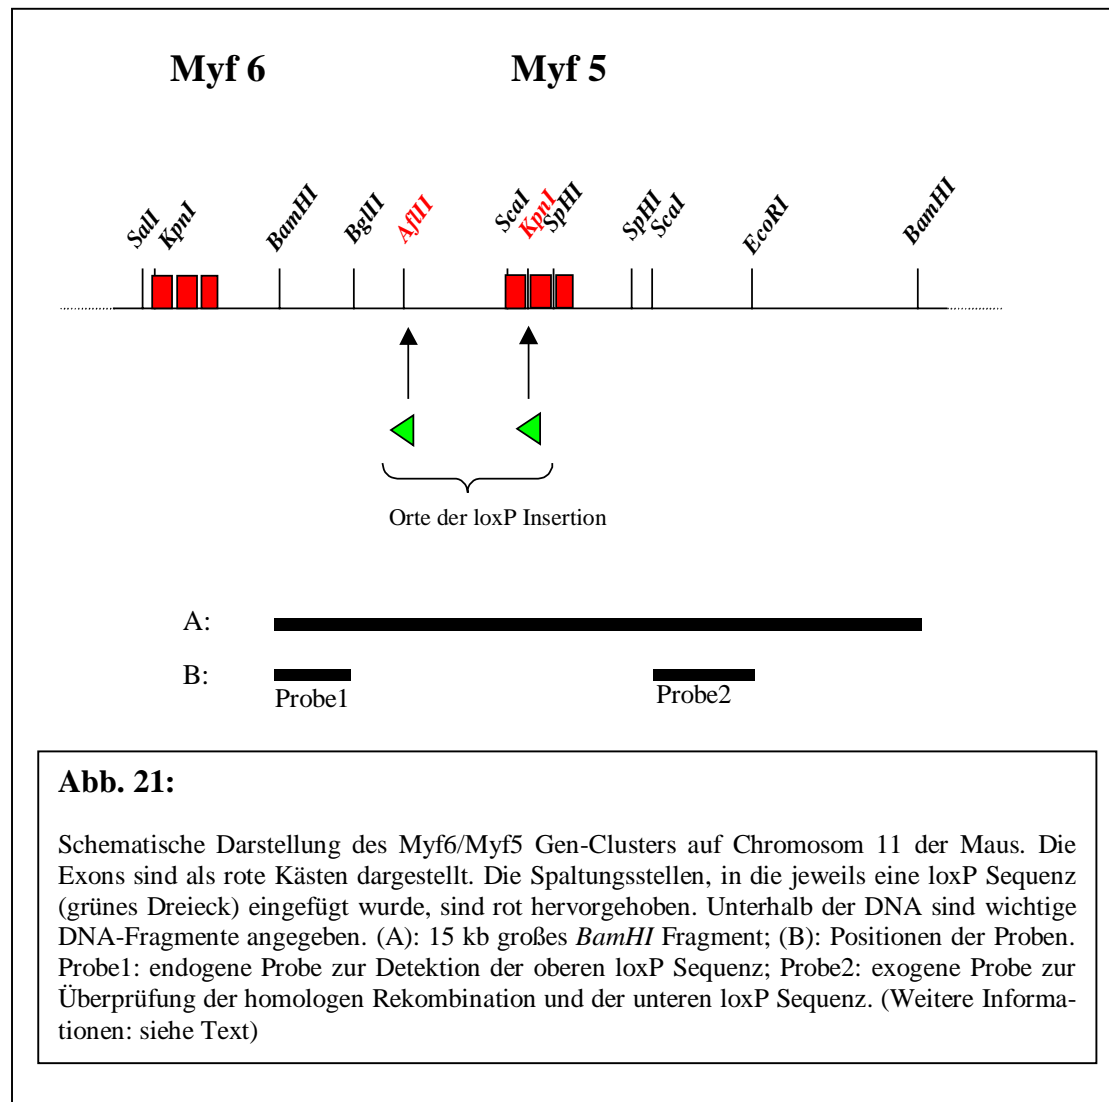 Myf 6 Myf 5
SalI KpnI BamHI BglII AflII ScaI KpnI SpHI SpHI ScaI EcoRI BamHI
Orte der loxP Insertion
A:
B:
Probe1 Probe2
Abb. 21:
Schematische Darstellung des Myf6/Myf5 Gen-Clusters auf Chromosom 11 der Maus. Die
Exons sind als rote Kästen dargestellt. Die Spaltungsstellen, in die jeweils eine loxP Sequenz
(grünes Dreieck) eingefügt wurde, sind rot hervorgehoben. Unterhalb der DNA sind wichtige
DNA-Fragmente angegeben. (A): 15 kb großes BamHI Fragment; (B): Positionen der Proben.
Probe1: endogene Probe zur Detektion der oberen loxP Sequenz; Probe2: exogene Probe zur
Überprüfung der homologen Rekombination und der unteren loxP Sequenz. (Weitere Informa-
tionen: siehe Text)